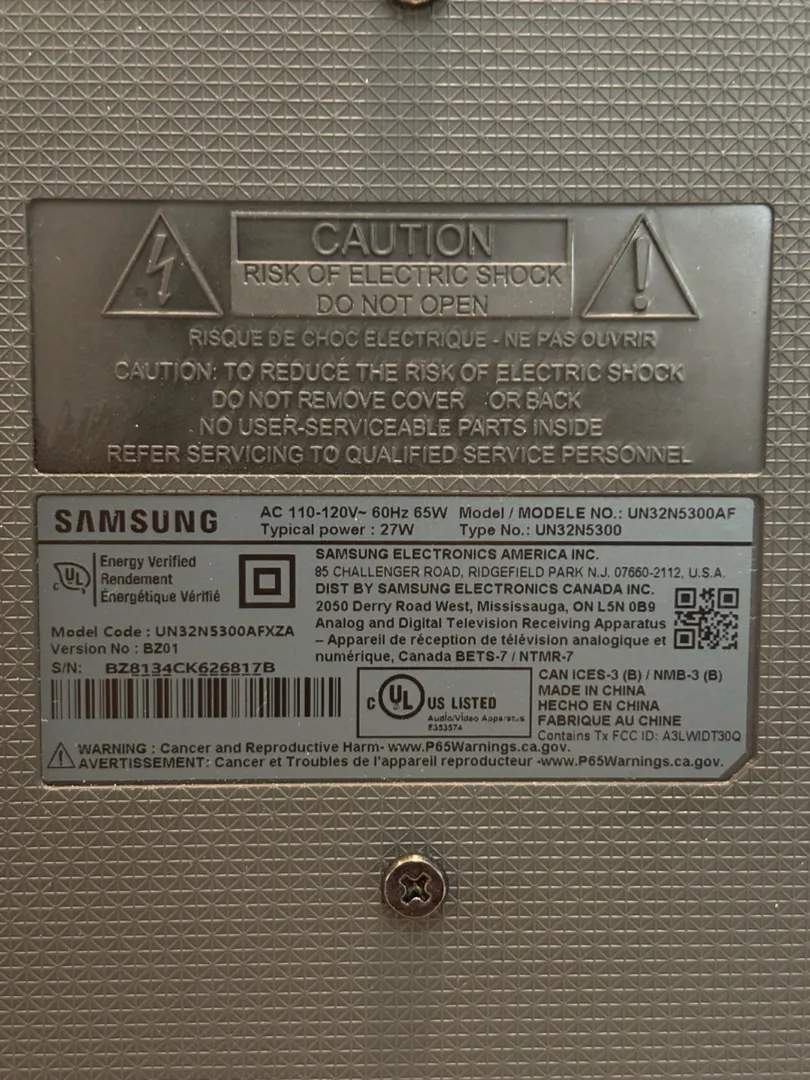 CAUTION
RISK OF ELECTRIC SHOCK
DO NOT OPEN
RISQUE DE CHOC ELECTRIQUE - NE PAS OUVRIR
CAUTION: TO REDUCE THE RISK OF ELECTRIC SHOCK
DO NOT REMOVE COVER OR BACK
NO USER-SERVICEABLE PARTS INSIDE
REFER SERVICING TO QUALIFIED SERVICE PERSONNEL
SAMSUNG
AC 110-120V~ 60Hz 65W
Typical power : 27W
Model / MODELE NO.: UN32N5300AF
Type No.: UN32N5300
c UL
Energy Verified
Rendement
Énergétique Vérifié
Model Code : UN32N5300AFXZA
Version No : BZ01
S/N: BZ8134CK626817B
SAMSUNG ELECTRONICS AMERICA INC.
85 CHALLENGER ROAD, RIDGEFIELD PARK N.J. 07660-2112, U.S.A.
DIST BY SAMSUNG ELECTRONICS CANADA INC.
2050 Derry Road West, Mississauga, ON L5N 0B9
Analog and Digital Television Receiving Apparatus
– Appareil de réception de télévision analogique et
numérique, Canada BETS-7 / NTMR-7
c UL US LISTED
Audio/Video Apparatus
E353574
CAN ICES-3 (B) / NMB-3 (B)
MADE IN CHINA
HECHO EN CHINA
FABRIQUE AU CHINE
Contains Tx FCC ID: A3LWIDT30Q
WARNING : Cancer and Reproductive Harm- www.P65Warnings.ca.gov.
AVERTISSEMENT: Cancer et Troubles de l'appareil reproducteur -www.P65Warnings.ca.gov.